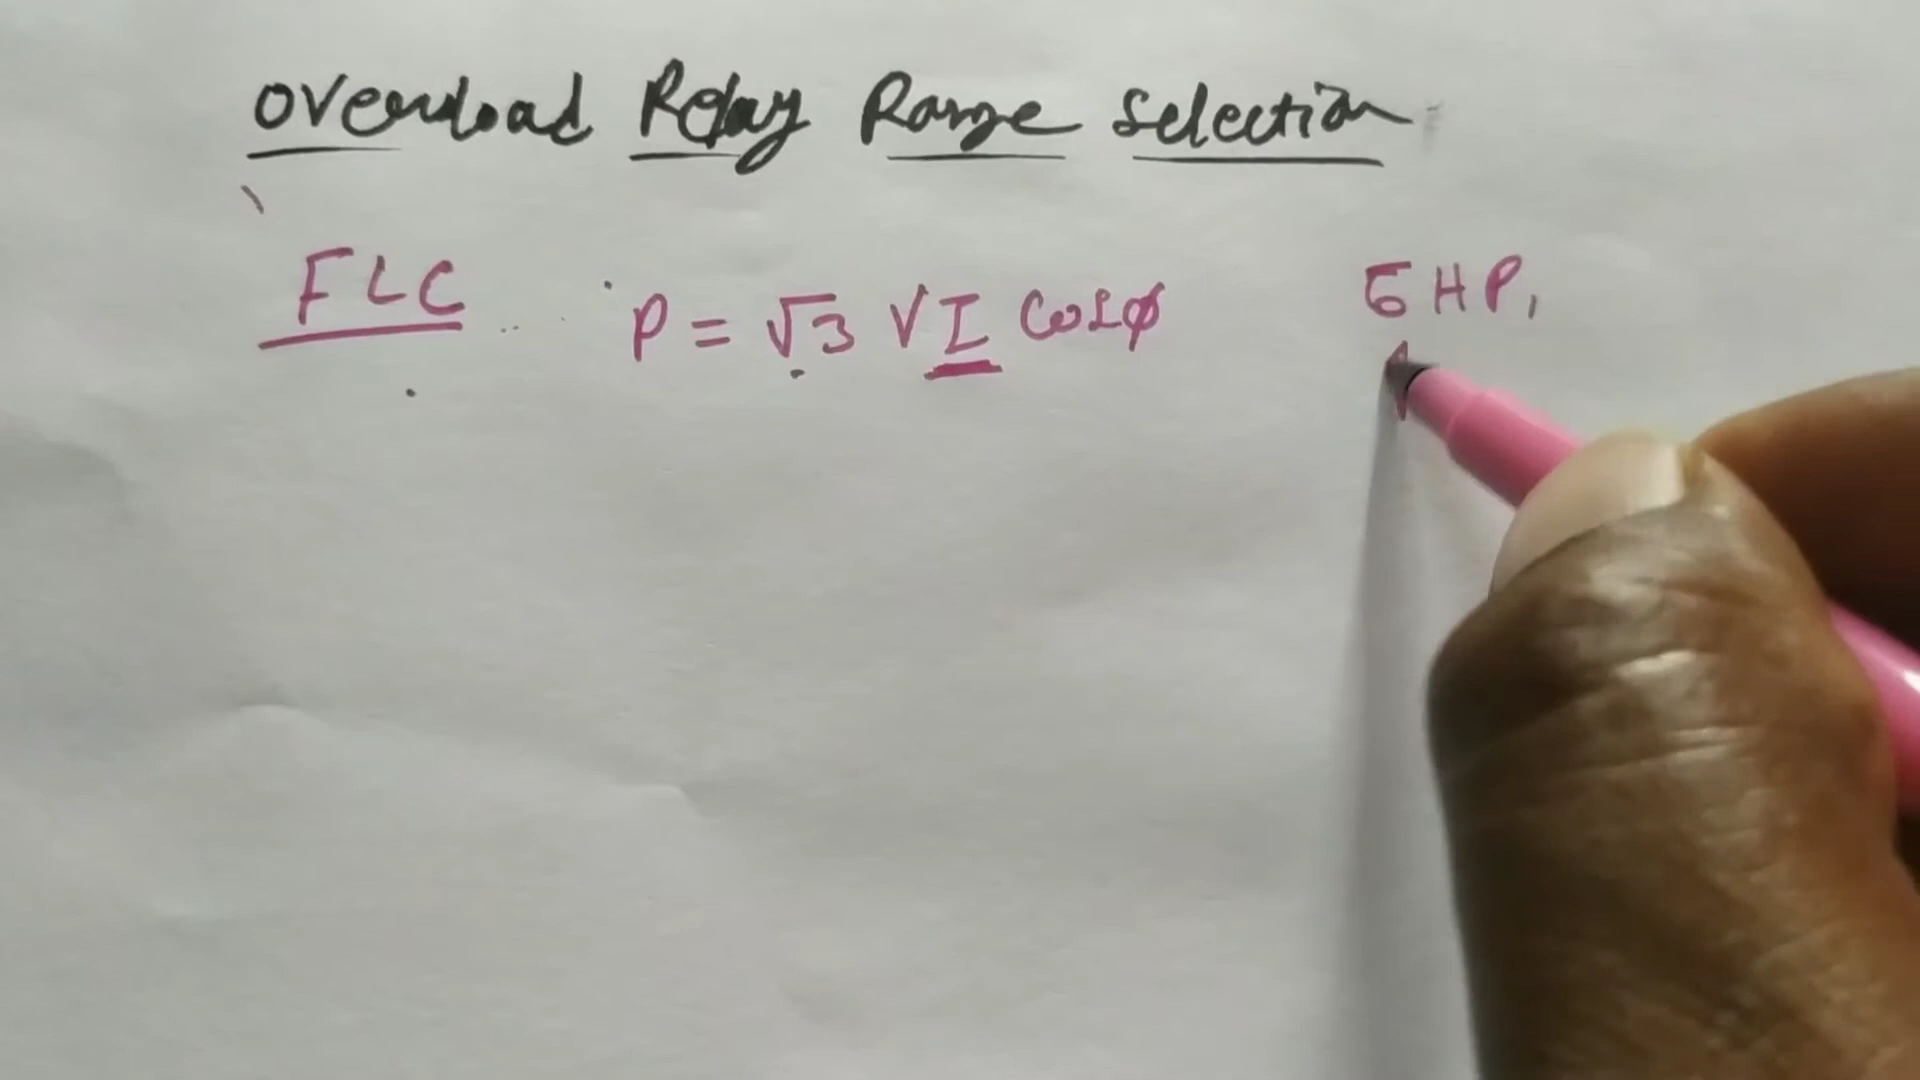 Overload Relay Range Selection
FLC P = √3 VI Cosφ 5 HP,